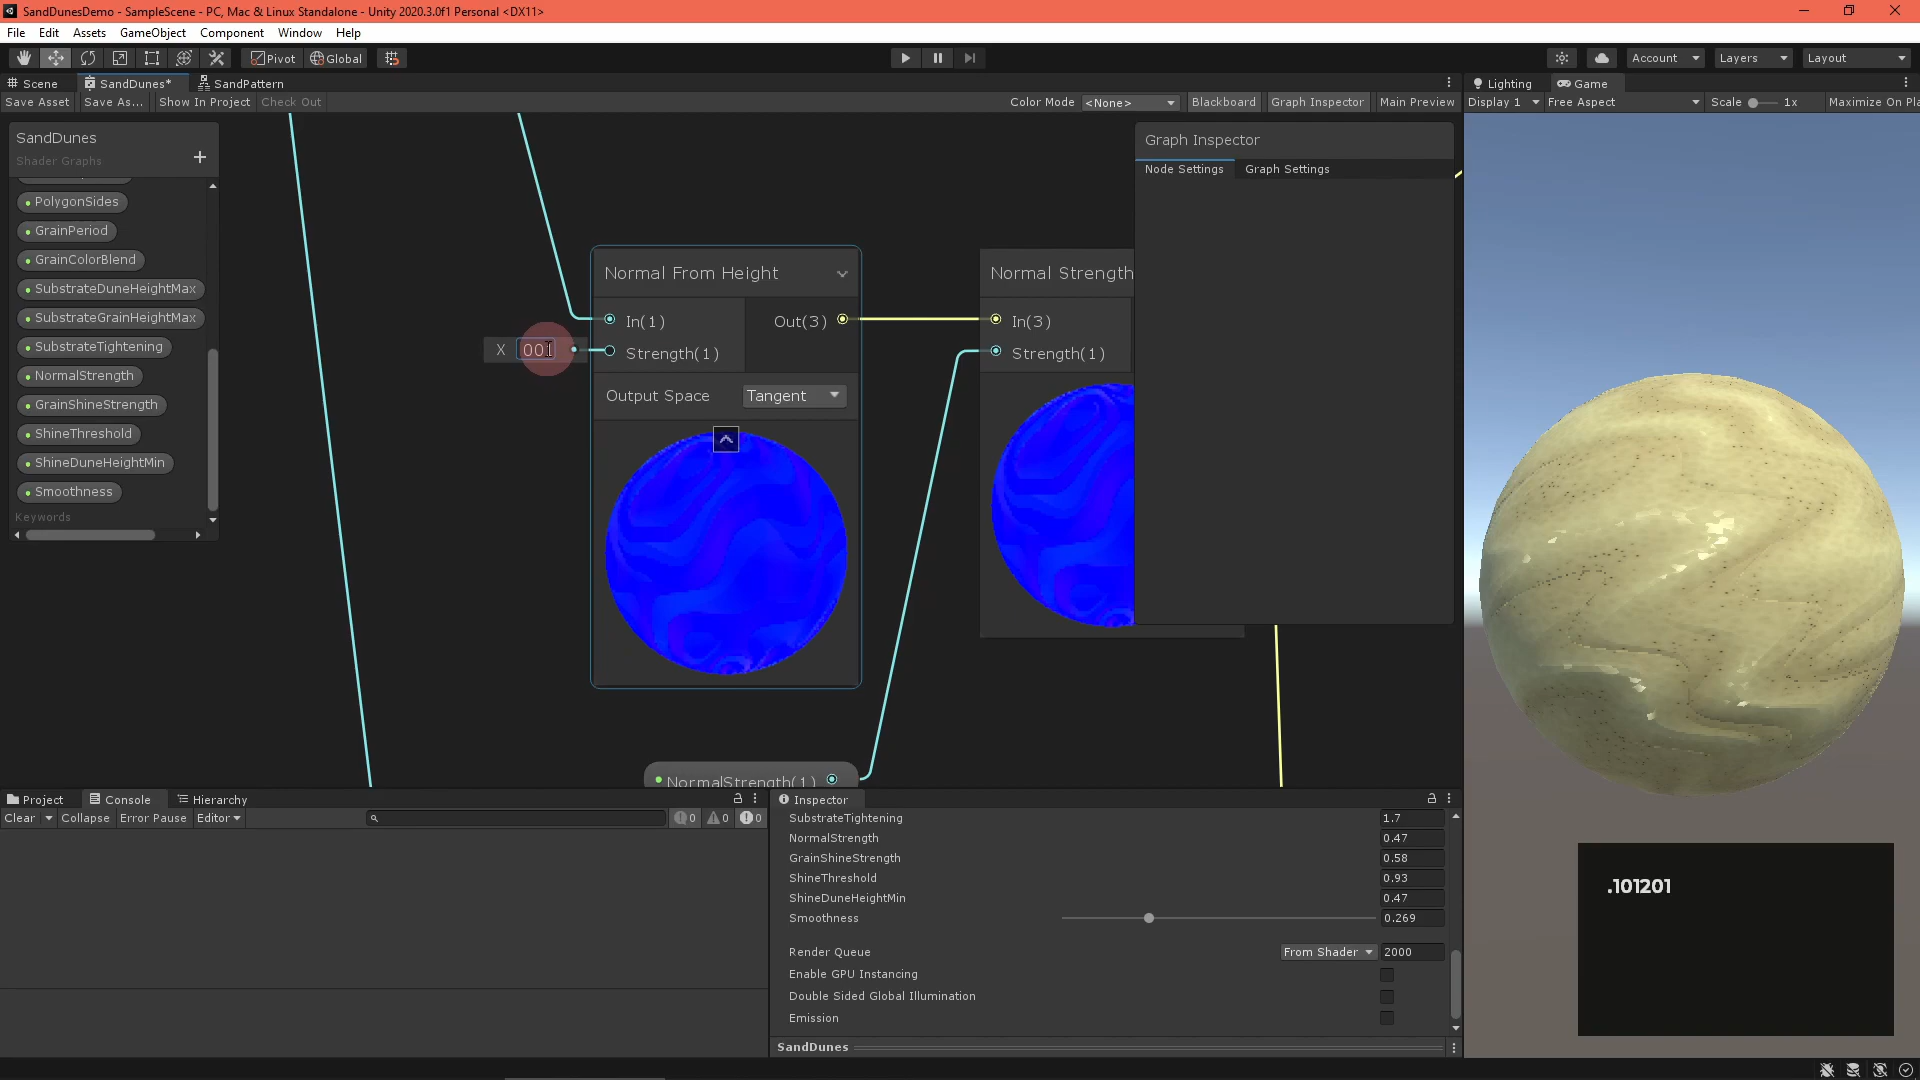 SandDunesDemo - SampleScene - PC, Mac & Linux Standalone - Unity 2020.3.0f1 Personal <DX11>
File Edit Assets GameObject Component Window Help
Pivot Global Account Layers Layout
Scene SandDunes* SandPattern Lighting Game
Save Asset Save As... Show In Project Check Out Color Mode <None> Blackboard Graph Inspector Main Preview Display 1 Free Aspect Scale 1x Maximize On Pla
SandDunes
Shader Graphs
PolygonSides
GrainPeriod
GrainColorBlend
SubstrateDuneHeightMax
SubstrateGrainHeightMax
SubstrateTightening
NormalStrength
GrainShineStrength
ShineThreshold
ShineDuneHeightMin
Smoothness
Keywords
Normal From Height
In(1) Out(3)
X 001 Strength(1)
Output Space Tangent
Normal Strength
In(3)
Strength(1)
NormalStrength(1)
Graph Inspector
Node Settings Graph Settings
Project Console Hierarchy
Clear Collapse Error Pause Editor 0 0 0
Inspector
SubstrateTightening 1.7
NormalStrength 0.47
GrainShineStrength 0.58
ShineThreshold 0.93
ShineDuneHeightMin 0.47
Smoothness 0.269
Render Queue From Shader 2000
Enable GPU Instancing
Double Sided Global Illumination
Emission
SandDunes
.101201